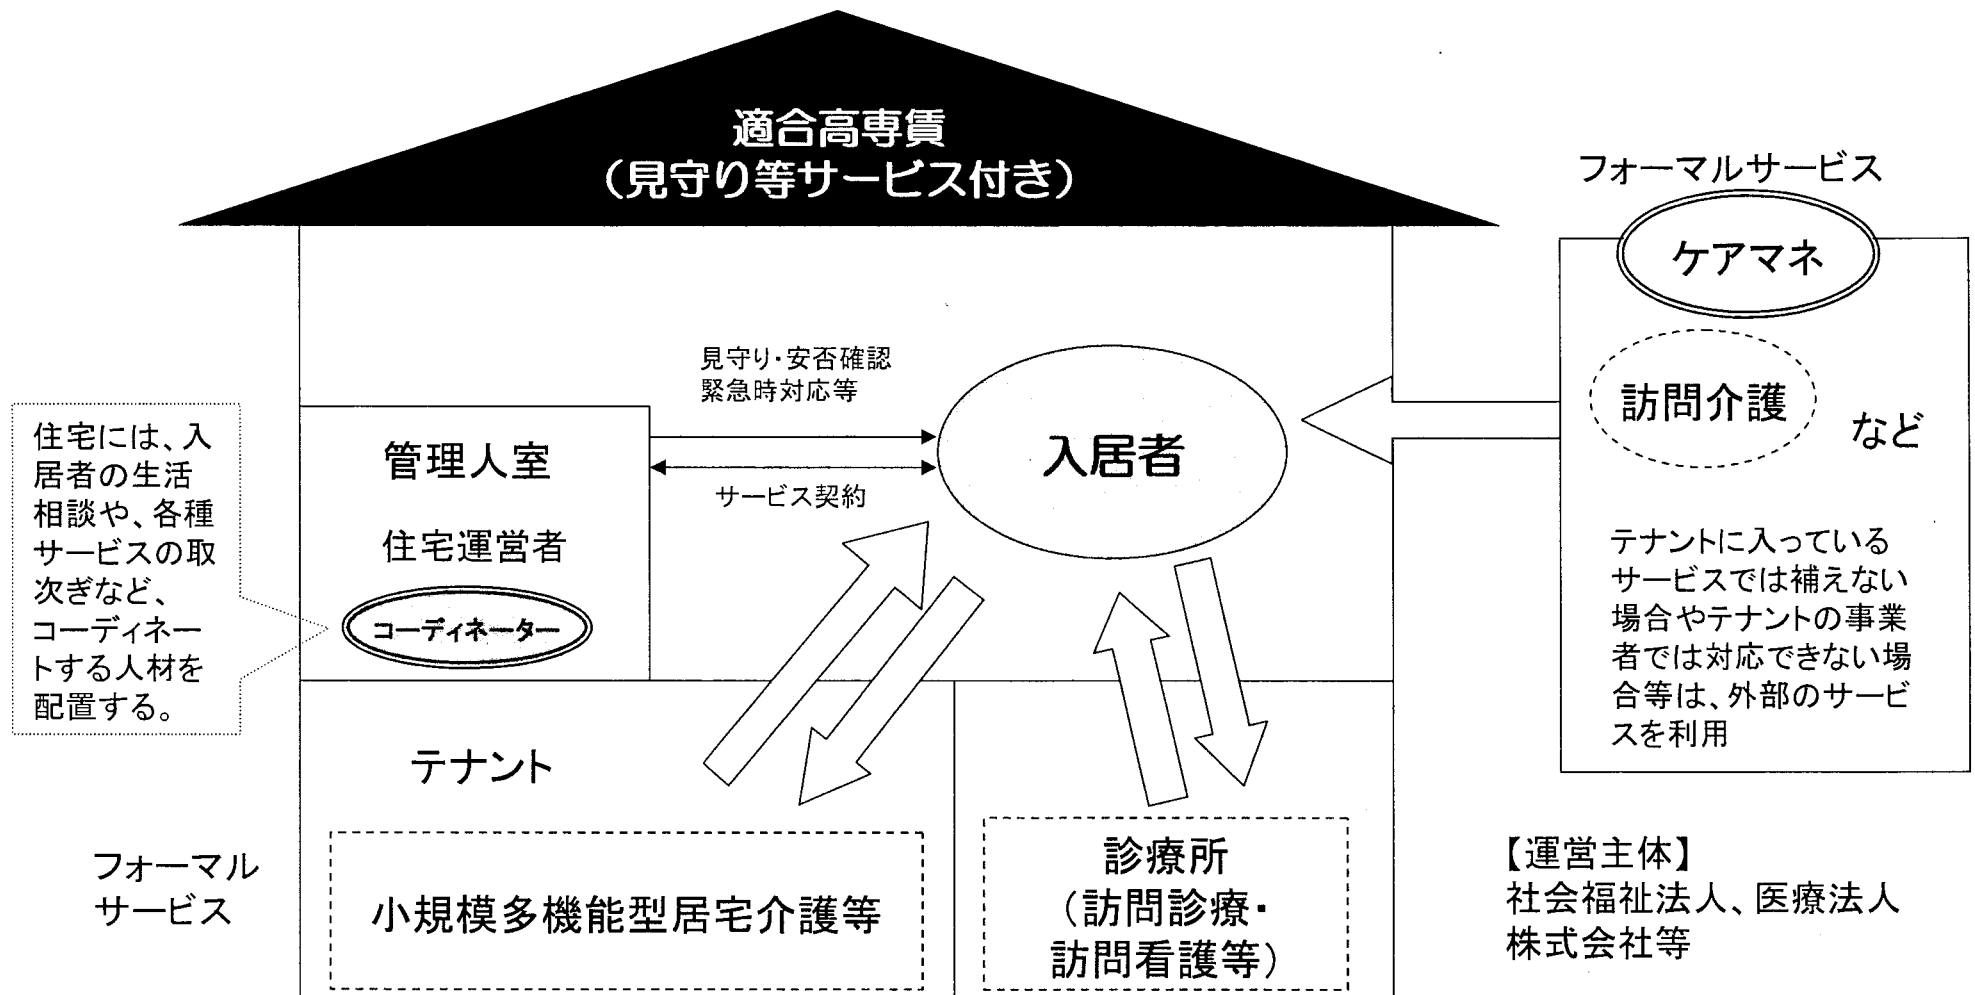 適合高専賃
（見守り等サービス付き）
フォーマルサービス
ケアマネ
訪問介護
など
テナントに入っている
サービスでは補えない
場合やテナントの事業
者では対応できない場
合等は、外部のサービ
スを利用
見守り・安否確認
緊急時対応等
入居者
サービス契約
管理人室
住宅運営者
コーディネーター
住宅には、入
居者の生活
相談や、各種
サービスの取
次ぎなど、
コーディネー
トする人材を
配置する。
テナント
フォーマル
サービス
小規模多機能型居宅介護等
診療所
（訪問診療・
訪問看護等）
【運営主体】
社会福祉法人、医療法人
株式会社等